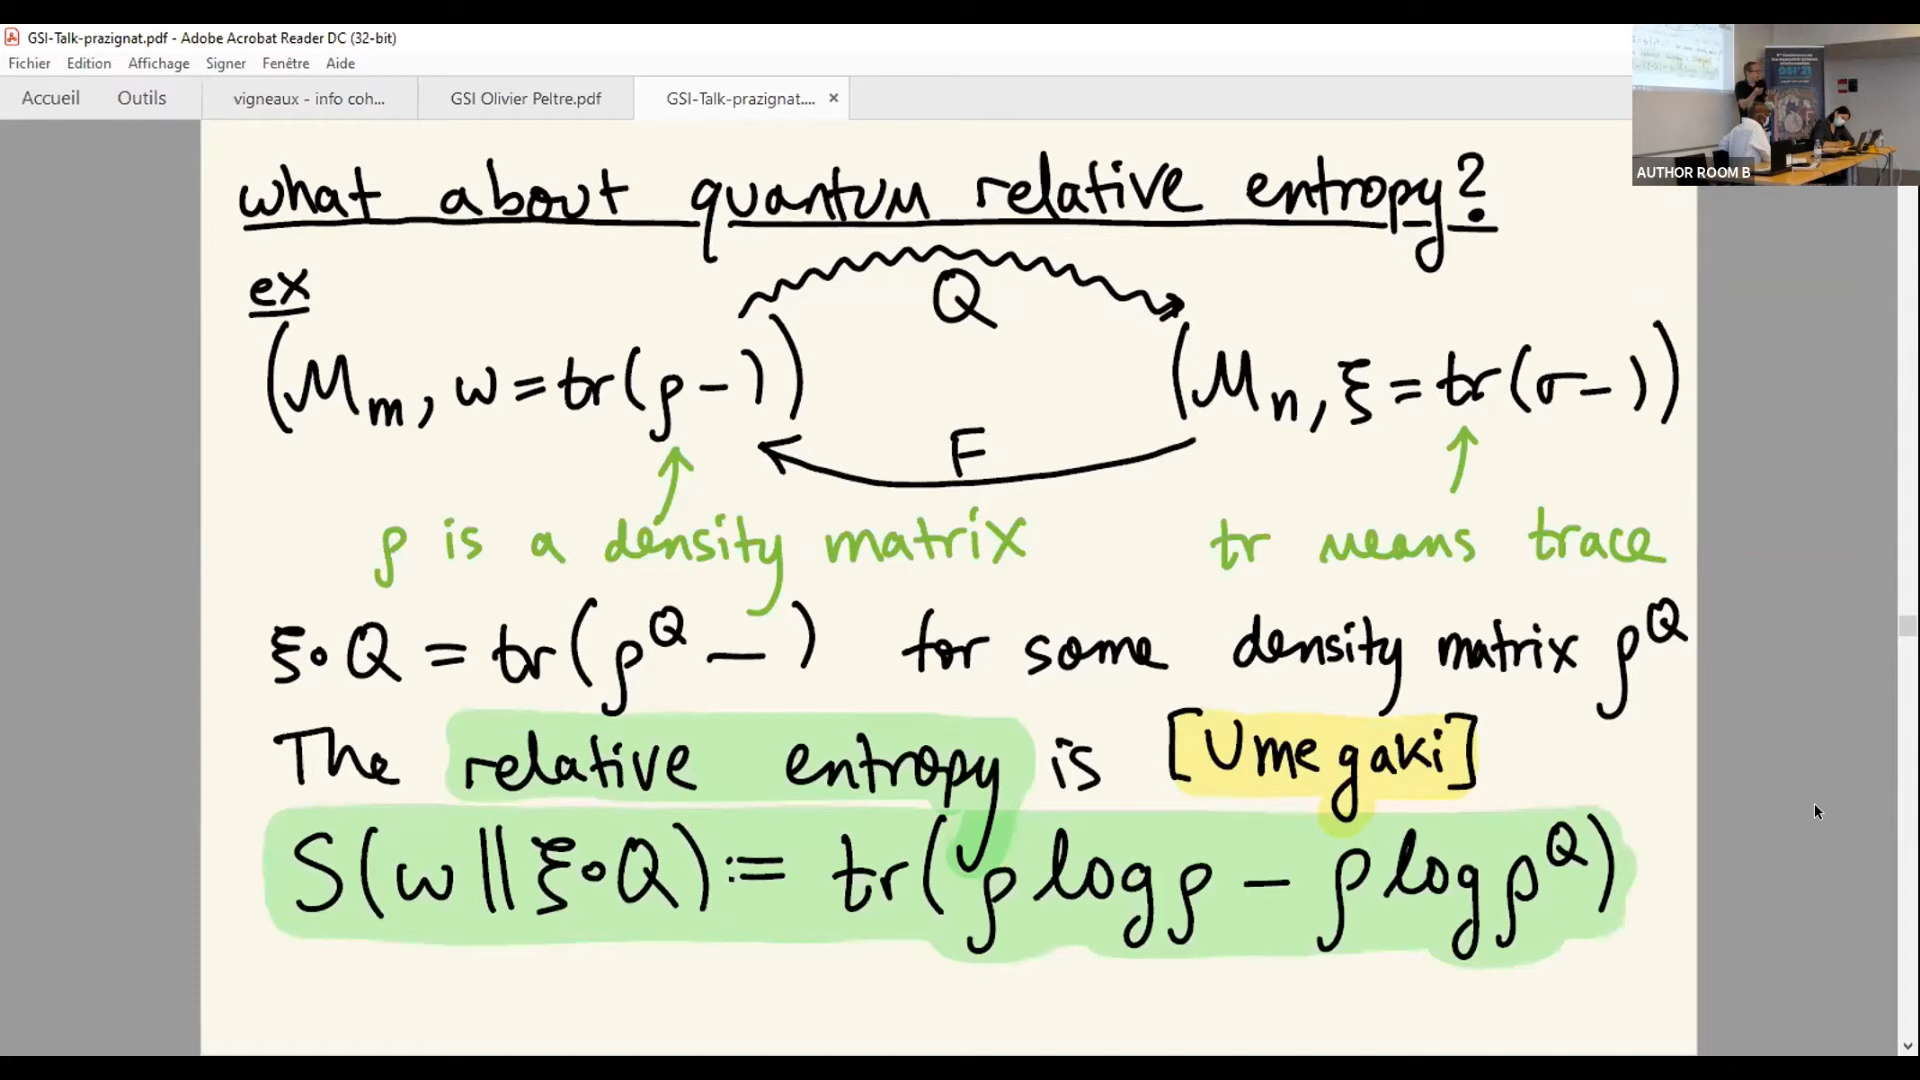 GSI-Talk-prazignat.pdf - Adobe Acrobat Reader DC (32-bit)
Fichier Edition Affichage Signer Fenêtre Aide
Accueil Outils vigneaux - info coh... GSI Olivier Peltre.pdf GSI-Talk-prazignat.... ×
AUTHOR ROOM B
GSI'21
what about quantum relative entropy?
ex
Q
(Mm, ω = tr(ρ-)) (Mn, ξ = tr(σ-))
F
ρ is a density matrix tr means trace
ξ∘Q = tr(ρ^Q -) for some density matrix ρ^Q
The relative entropy is [Umegaki]
S(ω||ξ∘Q) := tr(ρ log ρ - ρ log ρ^Q)